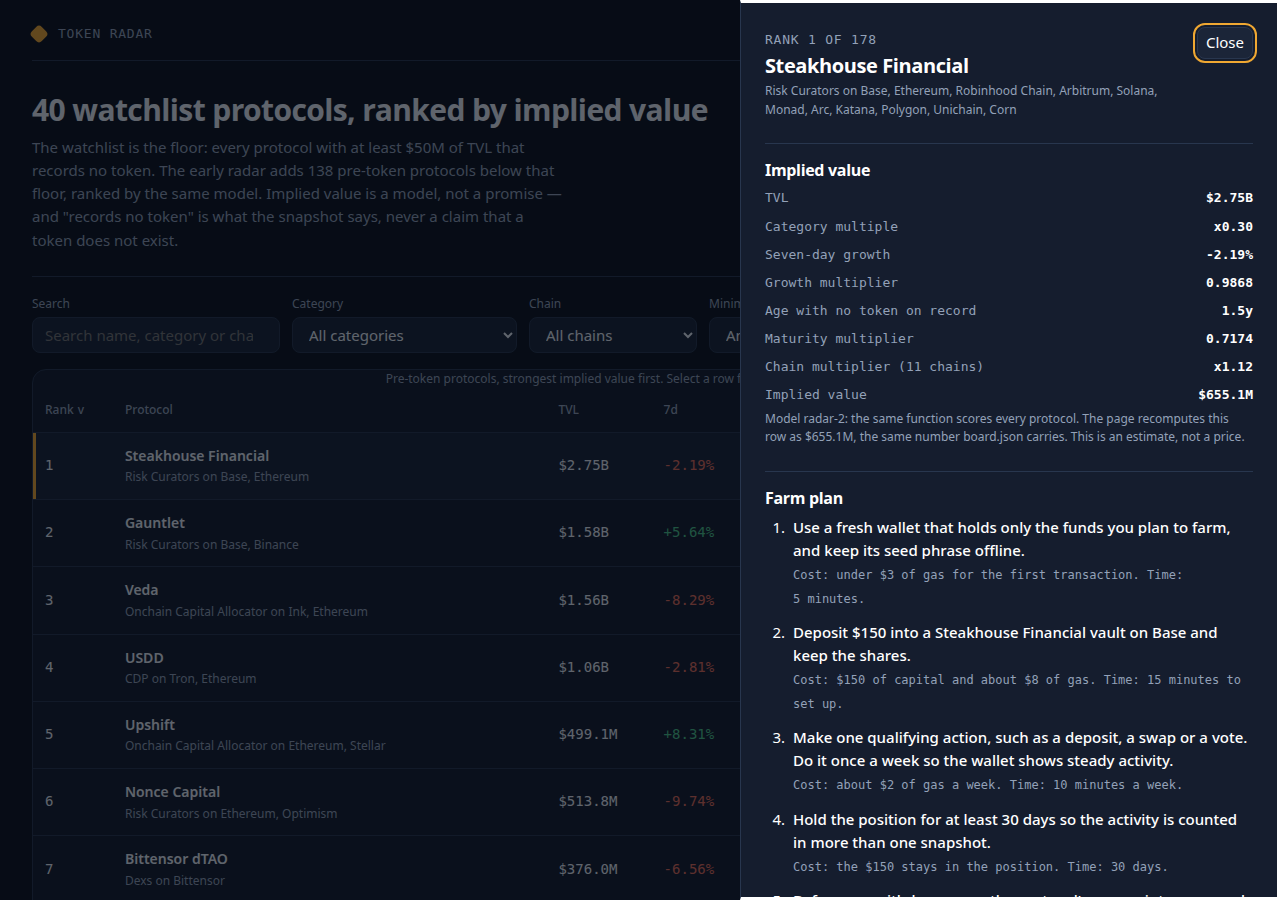 TOKEN RADAR
40 watchlist protocols, ranked by implied value
The watchlist is the floor: every protocol with at least $50M of TVL that
records no token. The early radar adds 138 pre-token protocols below that
floor, ranked by the same model. Implied value is a model, not a promise —
and "records no token" is what the snapshot says, never a claim that a
token does not exist.
Search
Category
Chain
Search name, category or cha
All categories
All chains
Pre-token protocols, strongest implied value first. Select a row
Rank v
Protocol
TVL
7d
1
Steakhouse Financial
Risk Curators on Base, Ethereum
$2.75B
-2.19%
2
Gauntlet
Risk Curators on Base, Binance
$1.58B
+5.64%
3
Veda
Onchain Capital Allocator on Ink, Ethereum
$1.56B
-8.29%
4
USDD
CDP on Tron, Ethereum
$1.06B
-2.81%
5
Upshift
Onchain Capital Allocator on Ethereum, Stellar
$499.1M
+8.31%
6
Nonce Capital
Risk Curators on Ethereum, Optimism
$513.8M
-9.74%
7
Bittensor dTAO
Dexs on Bittensor
$376.0M
-6.56%
RANK 1 OF 178
Close
Steakhouse Financial
Risk Curators on Base, Ethereum, Robinhood Chain, Arbitrum, Solana,
Monad, Arc, Katana, Polygon, Unichain, Corn
Implied value
TVL $2.75B
Category multiple x0.30
Seven-day growth -2.19%
Growth multiplier 0.9868
Age with no token on record 1.5y
Maturity multiplier 0.7174
Chain multiplier (11 chains) x1.12
Implied value $655.1M
Model radar-2: the same function scores every protocol. The page recomputes this
row as $655.1M, the same number board.json carries. This is an estimate, not a price.
Farm plan
1. Use a fresh wallet that holds only the funds you plan to farm,
and keep its seed phrase offline.
Cost: under $3 of gas for the first transaction. Time:
5 minutes.
2. Deposit $150 into a Steakhouse Financial vault on Base and
keep the shares.
Cost: $150 of capital and about $8 of gas. Time: 15 minutes to
set up.
3. Make one qualifying action, such as a deposit, a swap or a vote.
Do it once a week so the wallet shows steady activity.
Cost: about $2 of gas a week. Time: 10 minutes a week.
4. Hold the position for at least 30 days so the activity is counted
in more than one snapshot.
Cost: the $150 stays in the position. Time: 30 days.